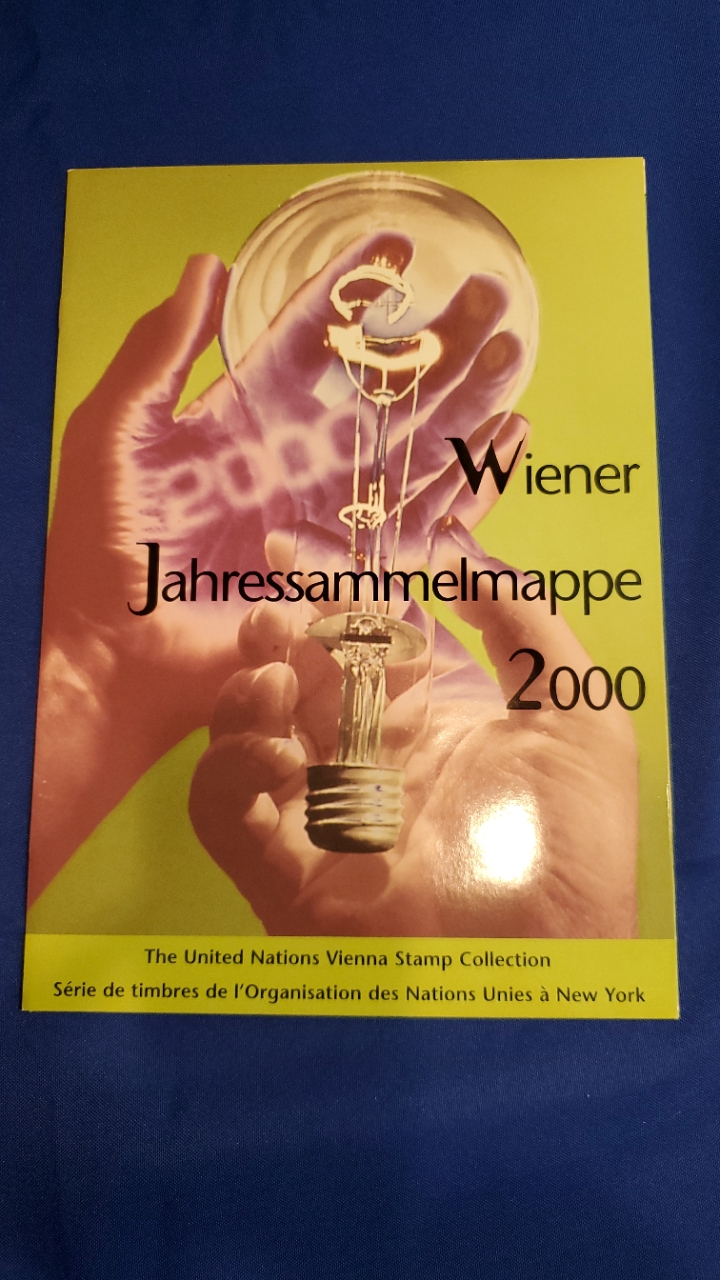 2000
Wiener
Jahressammelmappe
2000
The United Nations Vienna Stamp Collection
Série de timbres de l'Organisation des Nations Unies à New York